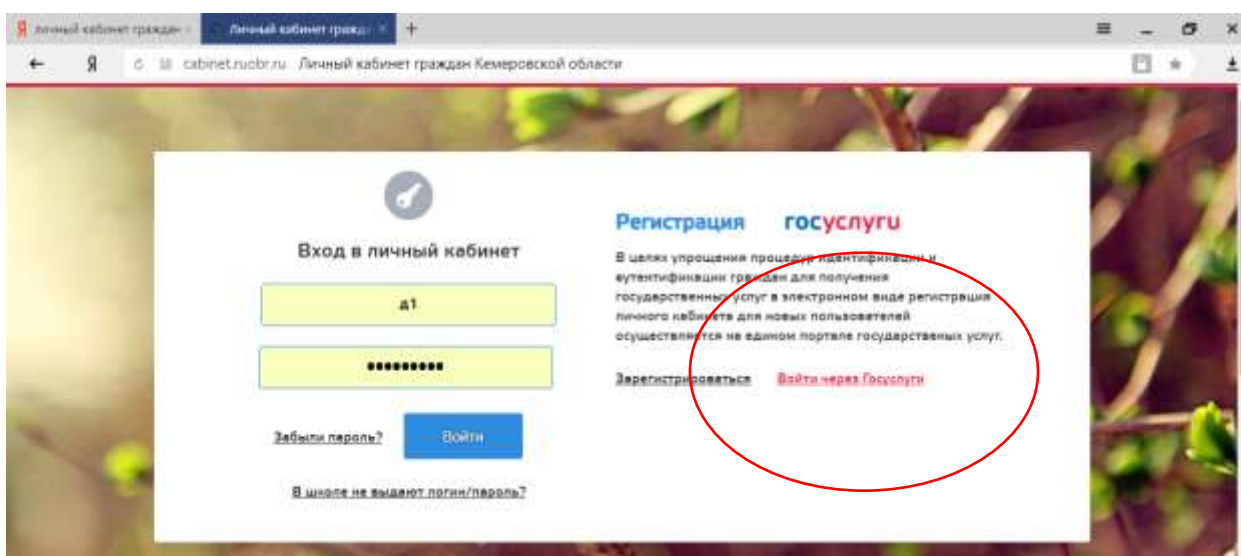 Я личный кабинет граждан
Личный кабинет гражд × +
← Я cabinet.ruobr.ru Личный кабинет граждан Кемеровской области
Вход в личный кабинет
д1
•••••••••
Забыли пароль? Войти
В школе не выдают логин/пароль?
Регистрация госуслуги
В целях упрощения процедур идентификации и
аутентификации граждан для получения
государственных услуг в электронном виде регистрация
личного кабинета для новых пользователей
осуществляется на едином портале государственых услуг.
Зарегистрироваться Войти через Госуслуги